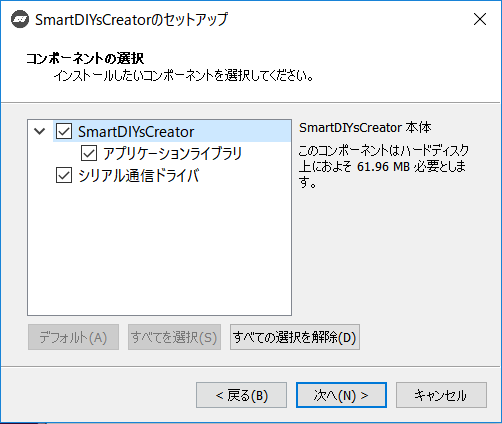 SmartDIYsCreatorのセットアップ
コンポーネントの選択
インストールしたいコンポーネントを選択してください。
SmartDIYsCreator
アプリケーションライブラリ
シリアル通信ドライバ
SmartDIYsCreator 本体
このコンポーネントはハードディスク
上におよそ 61.96 MB 必要としま
す。
デフォルト(A)
すべてを選択(S)
すべての選択を解除(D)
< 戻る(B)
次へ(N) >
キャンセル